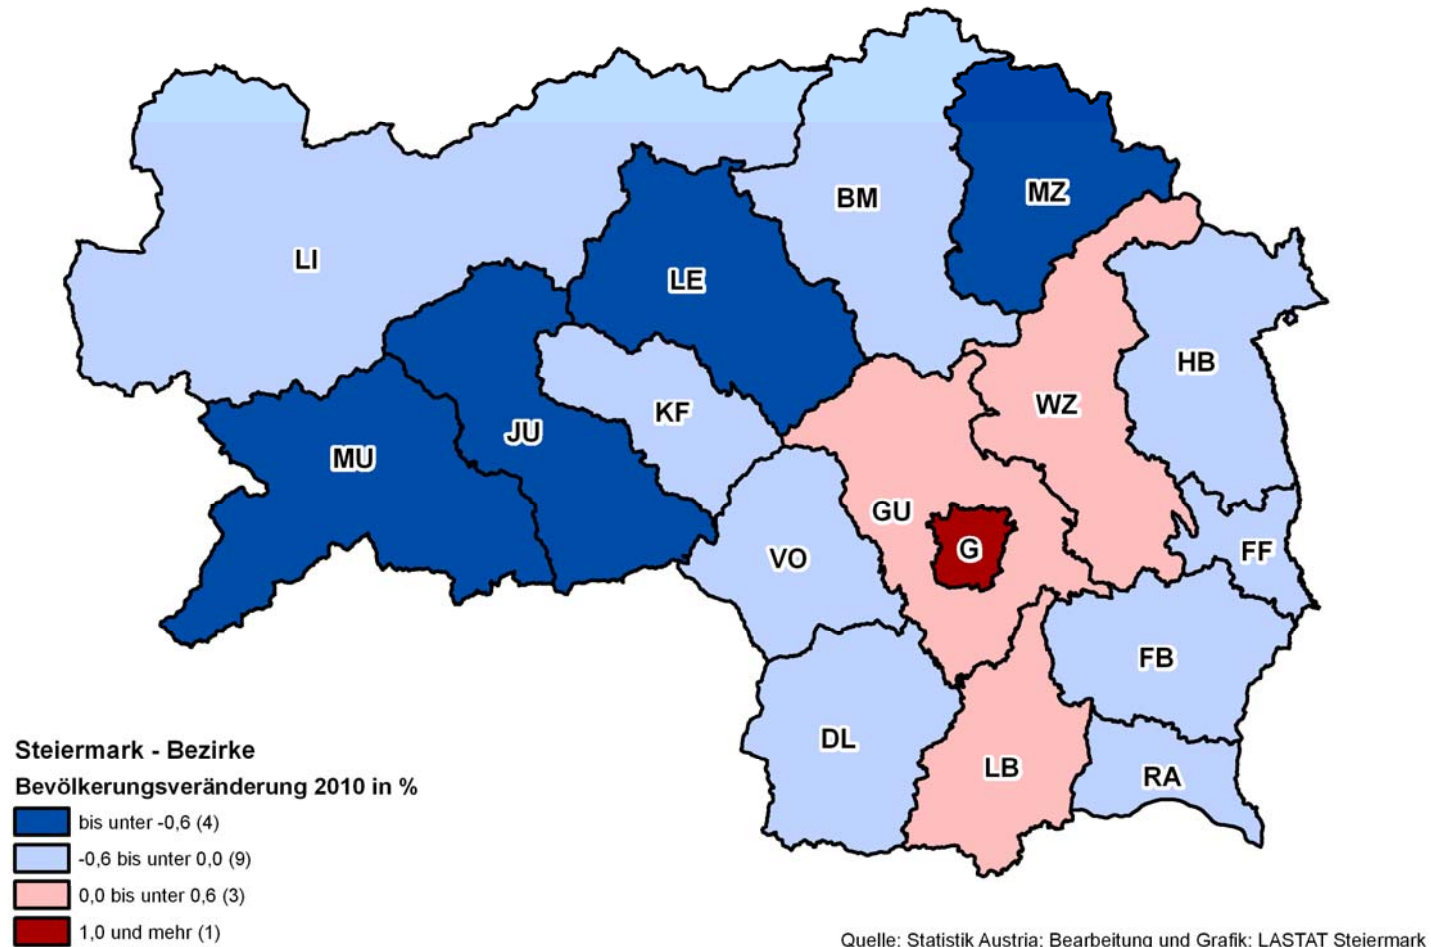 MZ
BM
LI
LE
HB
WZ
KF
JU
MU
GU
G
FF
VO
FB
DL
LB
RA
Steiermark - Bezirke
Bevölkerungsveränderung 2010 in %
bis unter -0,6 (4)
-0,6 bis unter 0,0 (9)
0,0 bis unter 0,6 (3)
1,0 und mehr (1)
Quelle: Statistik Austria; Bearbeitung und Grafik: LASTAT Steiermark